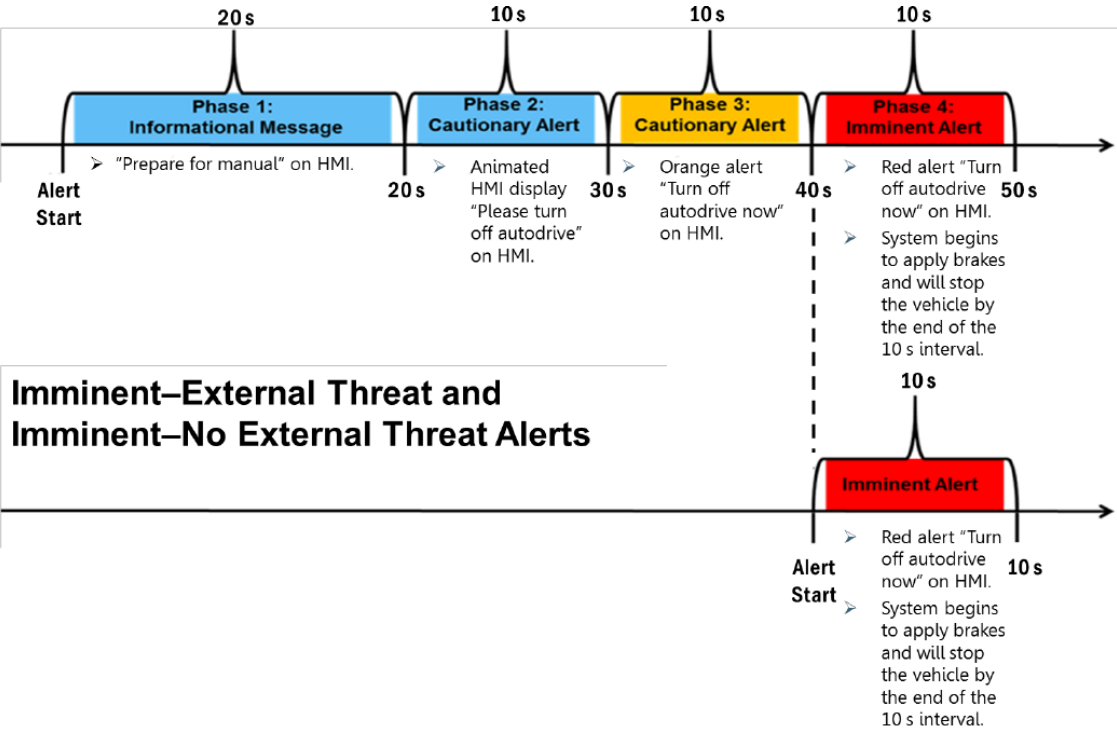 20 s
10 s
10 s
10 s
Phase 1:
Informational Message
Phase 2:
Cautionary Alert
Phase 3:
Cautionary Alert
Phase 4:
Imminent Alert
Alert
Start
"Prepare for manual" on HMI.
20 s
Animated
HMI display
"Please turn
off autodrive"
on HMI.
30 s
Orange alert
"Turn off
autodrive now"
on HMI.
40 s
Red alert "Turn
off autodrive
now" on HMI.
System begins
to apply brakes
and will stop
the vehicle by
the end of the
10 s interval.
50 s
Imminent–External Threat and
Imminent–No External Threat Alerts
10 s
Imminent Alert
Alert
Start
Red alert "Turn
off autodrive
now" on HMI.
System begins
to apply brakes
and will stop
the vehicle by
the end of the
10 s interval.
10 s